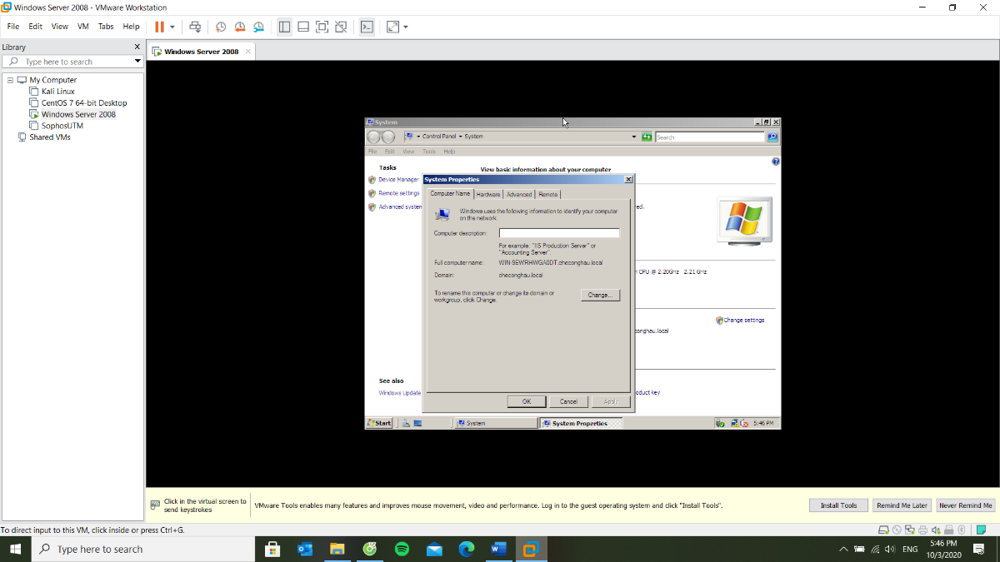 Windows Server 2008 - VMware Workstation
File Edit View VM Tabs Help
Library
Type here to search
My Computer
Kali Linux
CentOS 7 64-bit Desktop
Windows Server 2008
SophosUTM
Shared VMs
Windows Server 2008
System
Control Panel System
Search
File Edit View Tools Help
Tasks
Device Manager
Remote settings
Advanced system
See also
Windows Update
View basic information about your computer
System Properties
Computer Name Hardware Advanced Remote
Windows uses the following information to identify your computer
on the network.
Computer description:
For example: "IIS Production Server" or
"Accounting Server".
Full computer name: WIN-9EWRHWGA0DT.checonghau.local
Domain: checonghau.local
To rename this computer or change its domain or
workgroup, click Change.
Change...
OK Cancel Apply
ed.
CPU @ 2.20GHz 2.21 GHz
Change settings
conghau.local
oduct key
Start System System Properties 5:46 PM
Click in the virtual screen to
send keystrokes
VMware Tools enables many features and improves mouse movement, video and performance. Log in to the guest operating system and click "Install Tools".
Install Tools Remind Me Later Never Remind Me
To direct input to this VM, click inside or press Ctrl+G.
Type here to search
ENG
5:46 PM
10/3/2020